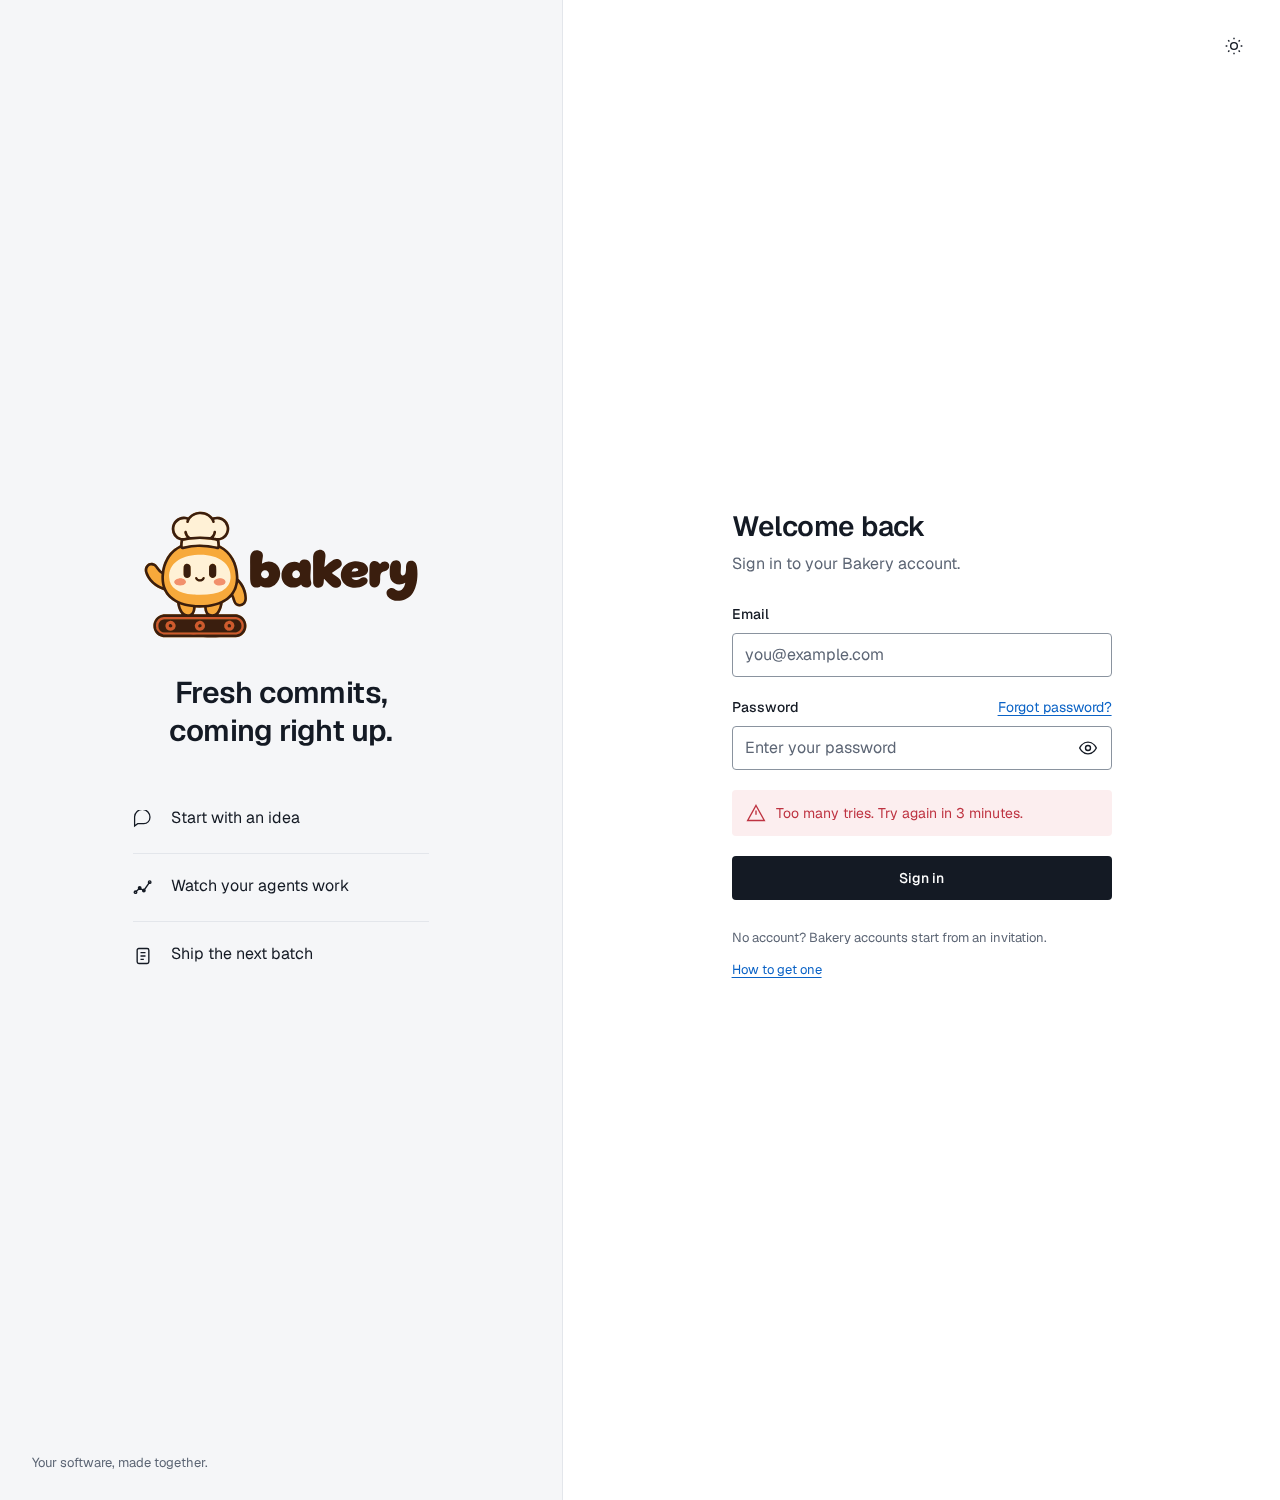 bakery
Fresh commits,
coming right up.
Start with an idea
Watch your agents work
Ship the next batch
Your software, made together.
Welcome back
Sign in to your Bakery account.
Email
you@example.com
Password
Forgot password?
Enter your password
Too many tries. Try again in 3 minutes.
Sign in
No account? Bakery accounts start from an invitation.
How to get one